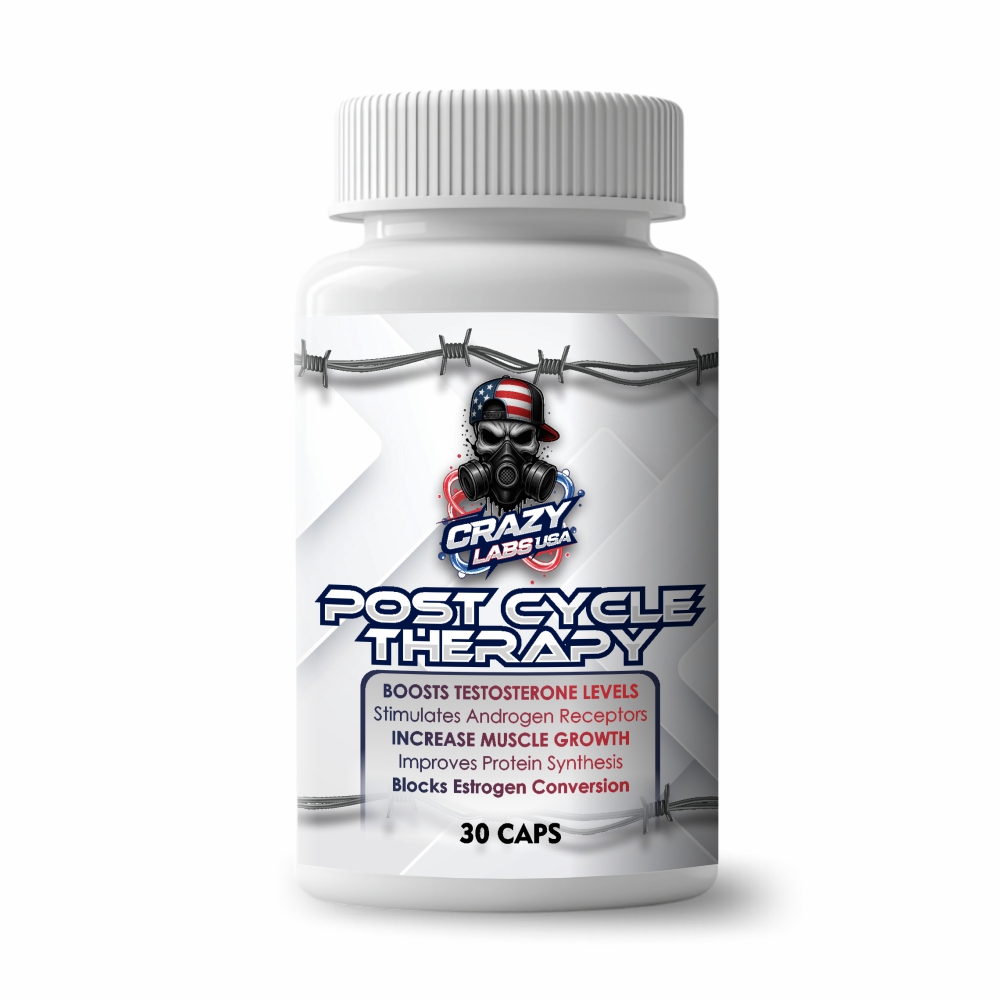 CRAZY
LABS USA
POST CYCLE
THERAPY
BOOSTS TESTOSTERONE LEVELS
Stimulates Androgen Receptors
INCREASE MUSCLE GROWTH
Improves Protein Synthesis
Blocks Estrogen Conversion
30 CAPS